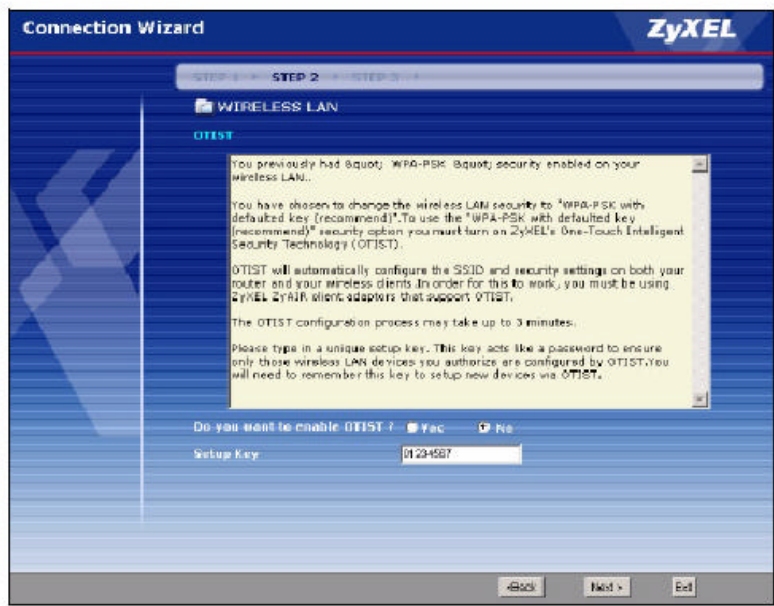 Connection Wizard
ZyXEL
STEP 1 STEP 2 STEP 3
WIRELESS LAN
OTIST
You previously had &quot; WPA-PSK &quot; security enabled on your
wireless LAN..
You have chosen to change the wireless LAN security to "WPA-PSK with
defaulted key (recommend)".To use the "WPA-PSK with defaulted key
(recommend)" security option you must turn on ZyXEL's One-Touch Intelligent
Security Technology (OTIST).
OTIST will automatically configure the SSID and security settings on both your
router and your wireless clients.In order for this to work, you must be using
ZyXEL ZyAIR client adapters that support OTIST.
The OTIST configuration process may take up to 3 minutes.
Please type in a unique setup key. This key acts like a password to ensure
only those wireless LAN devices you authorize are configured by OTIST.You
will need to remember this key to setup new devices via OTIST.
Do you want to enable OTIST ? Yes No
Setup Key 01234567
<Back Next > Exit